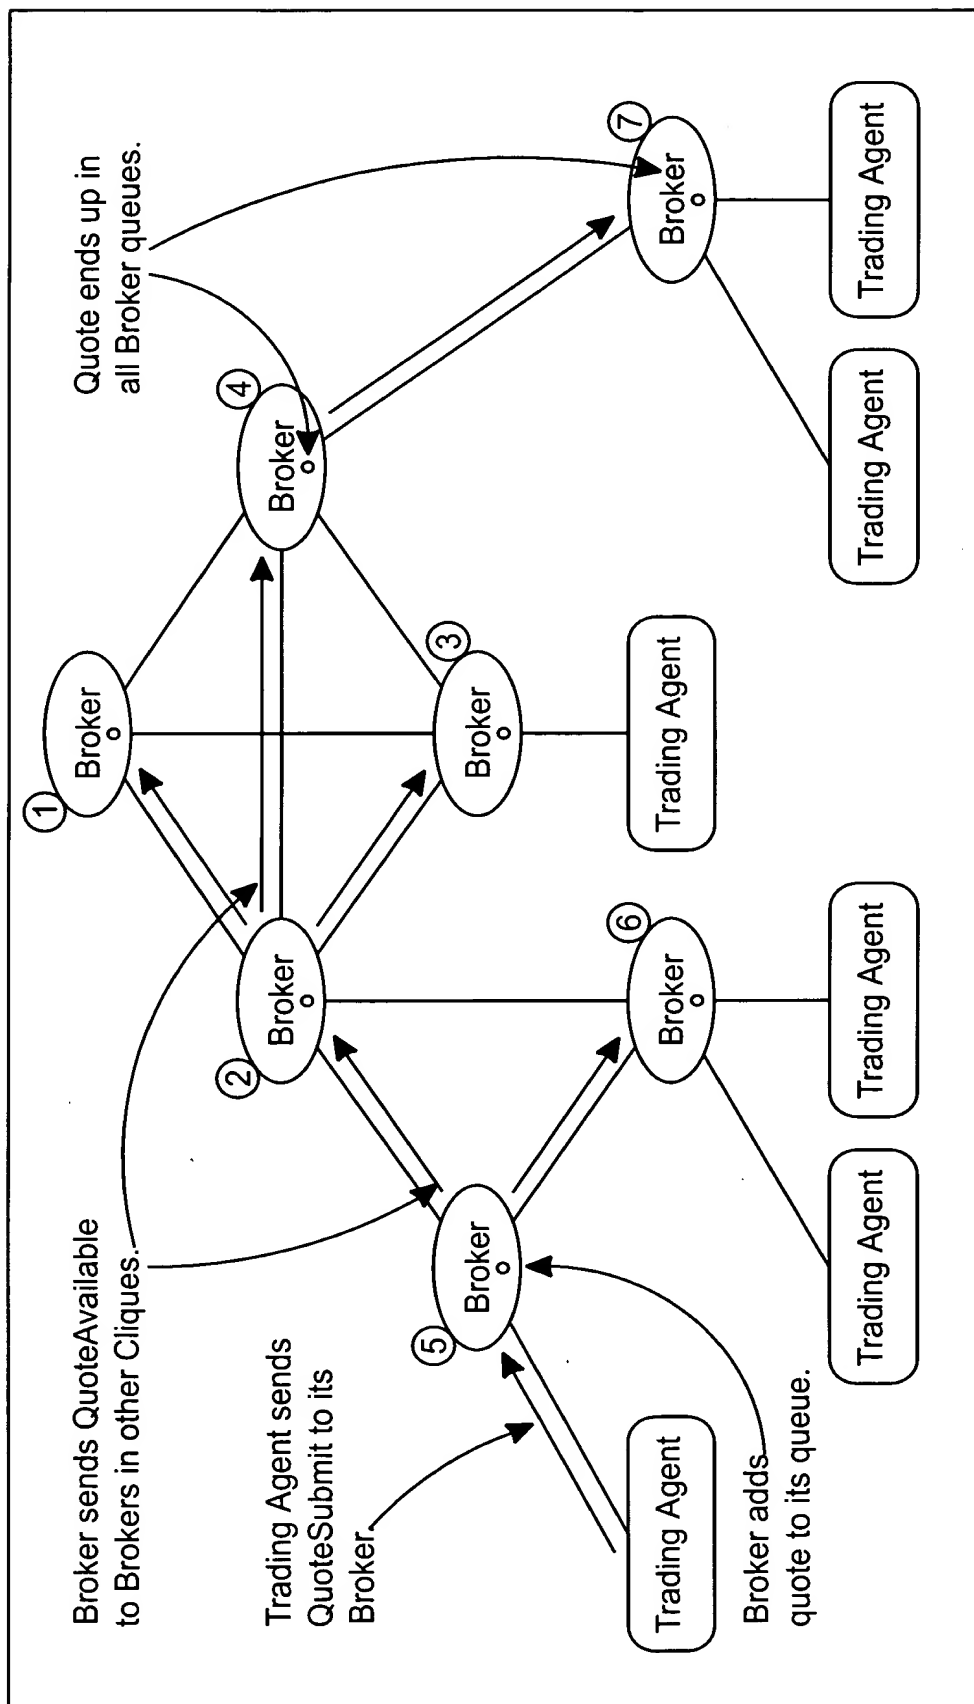 Broker sends QuoteAvailable
to Brokers in other Cliques.
Quote ends up in
all Broker queues.
Trading Agent sends
QuoteSubmit to its
Broker.
Broker adds
quote to its queue.
1
Broker
2
Broker
4
Broker
5
Broker
3
Broker
6
Broker
7
Broker
Trading Agent
Trading Agent
Trading Agent
Trading Agent
Trading Agent
Trading Agent